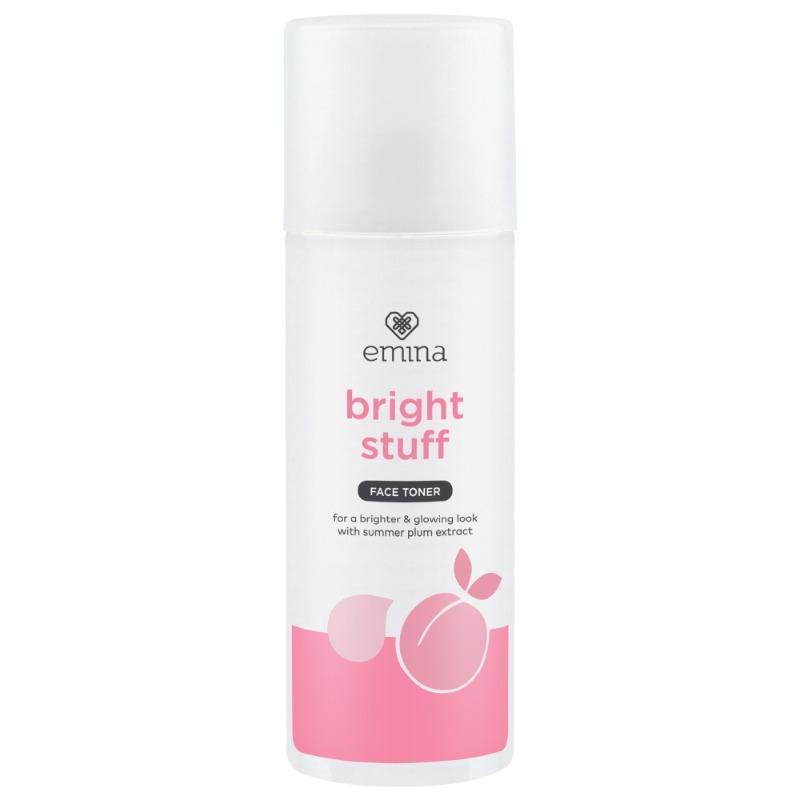 emina
bright
stuff
FACE TONER
for a brighter & glowing look
with summer plum extract